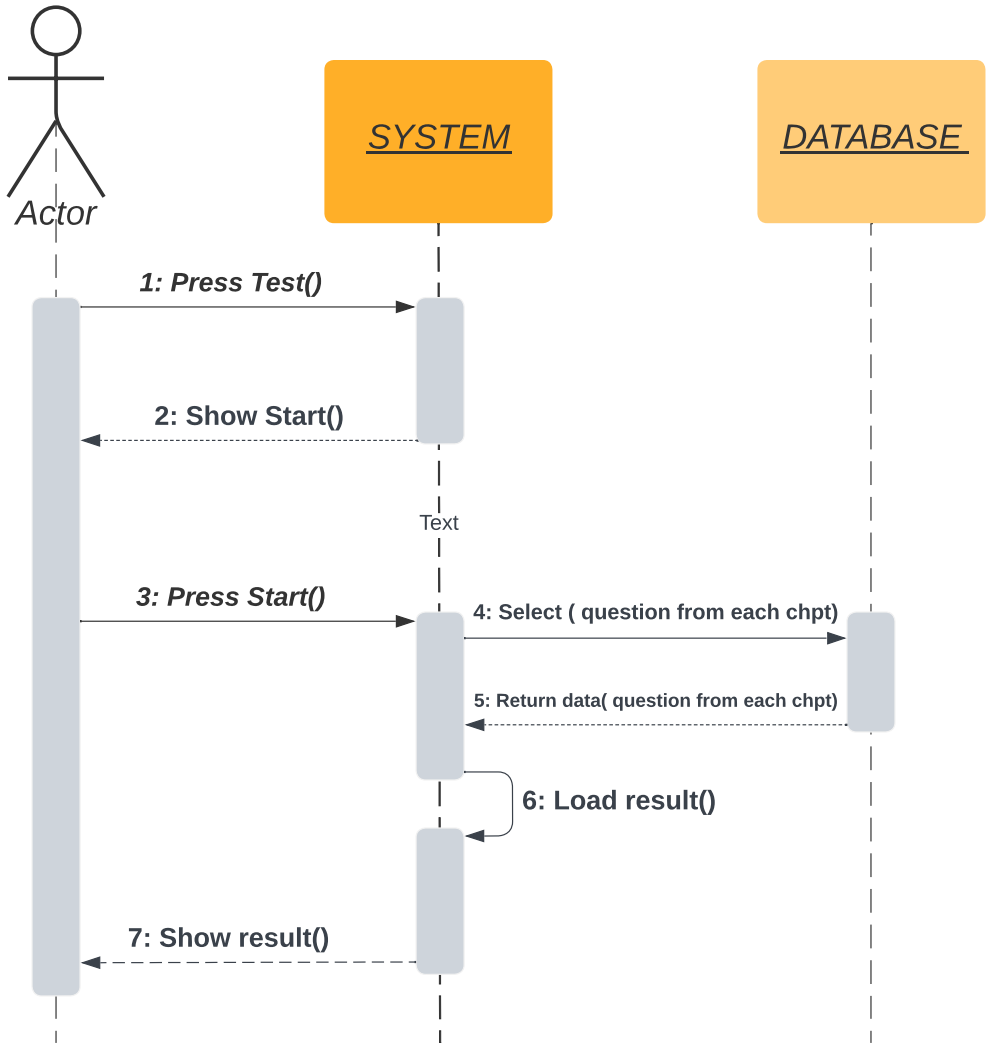 SYSTEM
DATABASE
Actor
1: Press Test()
2: Show Start()
Text
3: Press Start()
4: Select ( question from each chpt)
5: Return data( question from each chpt)
6: Load result()
7: Show result()